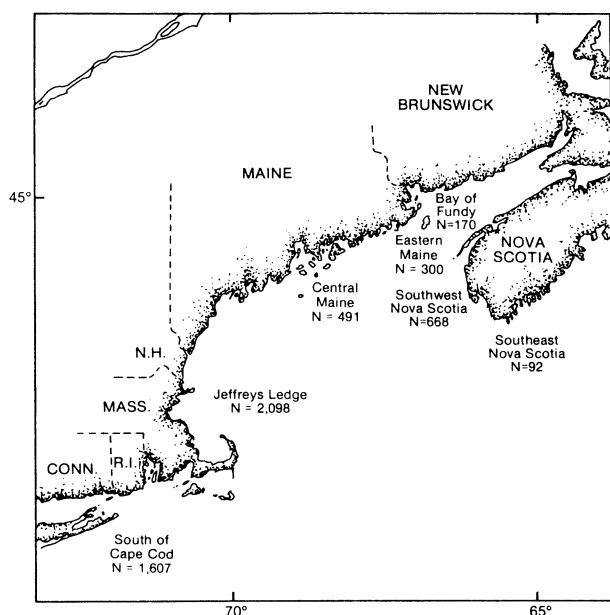 NEW
BRUNSWICK
MAINE
45°
Bay of
Fundy
N=170
Eastern
Maine
N = 300
NOVA
SCOTIA
Central
Maine
N = 491
Southwest
Nova Scotia
N=668
Southeast
Nova Scotia
N=92
N.H.
Jeffreys Ledge
N = 2,098
MASS.
CONN.
R.I.
South of
Cape Cod
N = 1,607
70°
65°